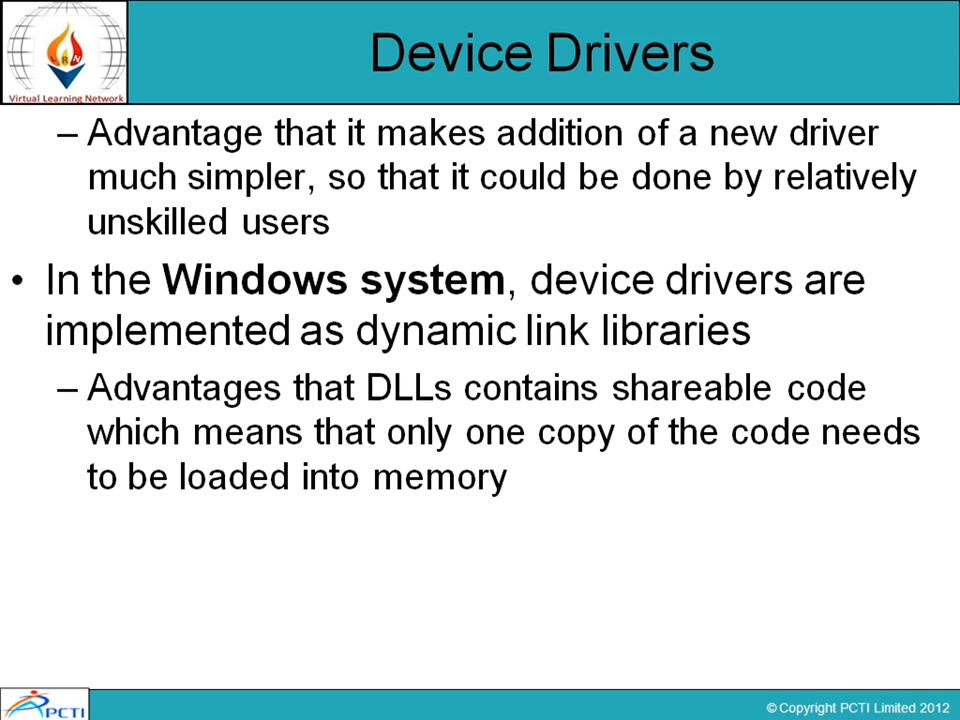 Device Drivers
RN
Virtual Learning Network
– Advantage that it makes addition of a new driver
much simpler, so that it could be done by relatively
unskilled users
• In the Windows system, device drivers are
implemented as dynamic link libraries
– Advantages that DLLs contains shareable code
which means that only one copy of the code needs
to be loaded into memory
PCTI
© Copyright PCTI Limited 2012